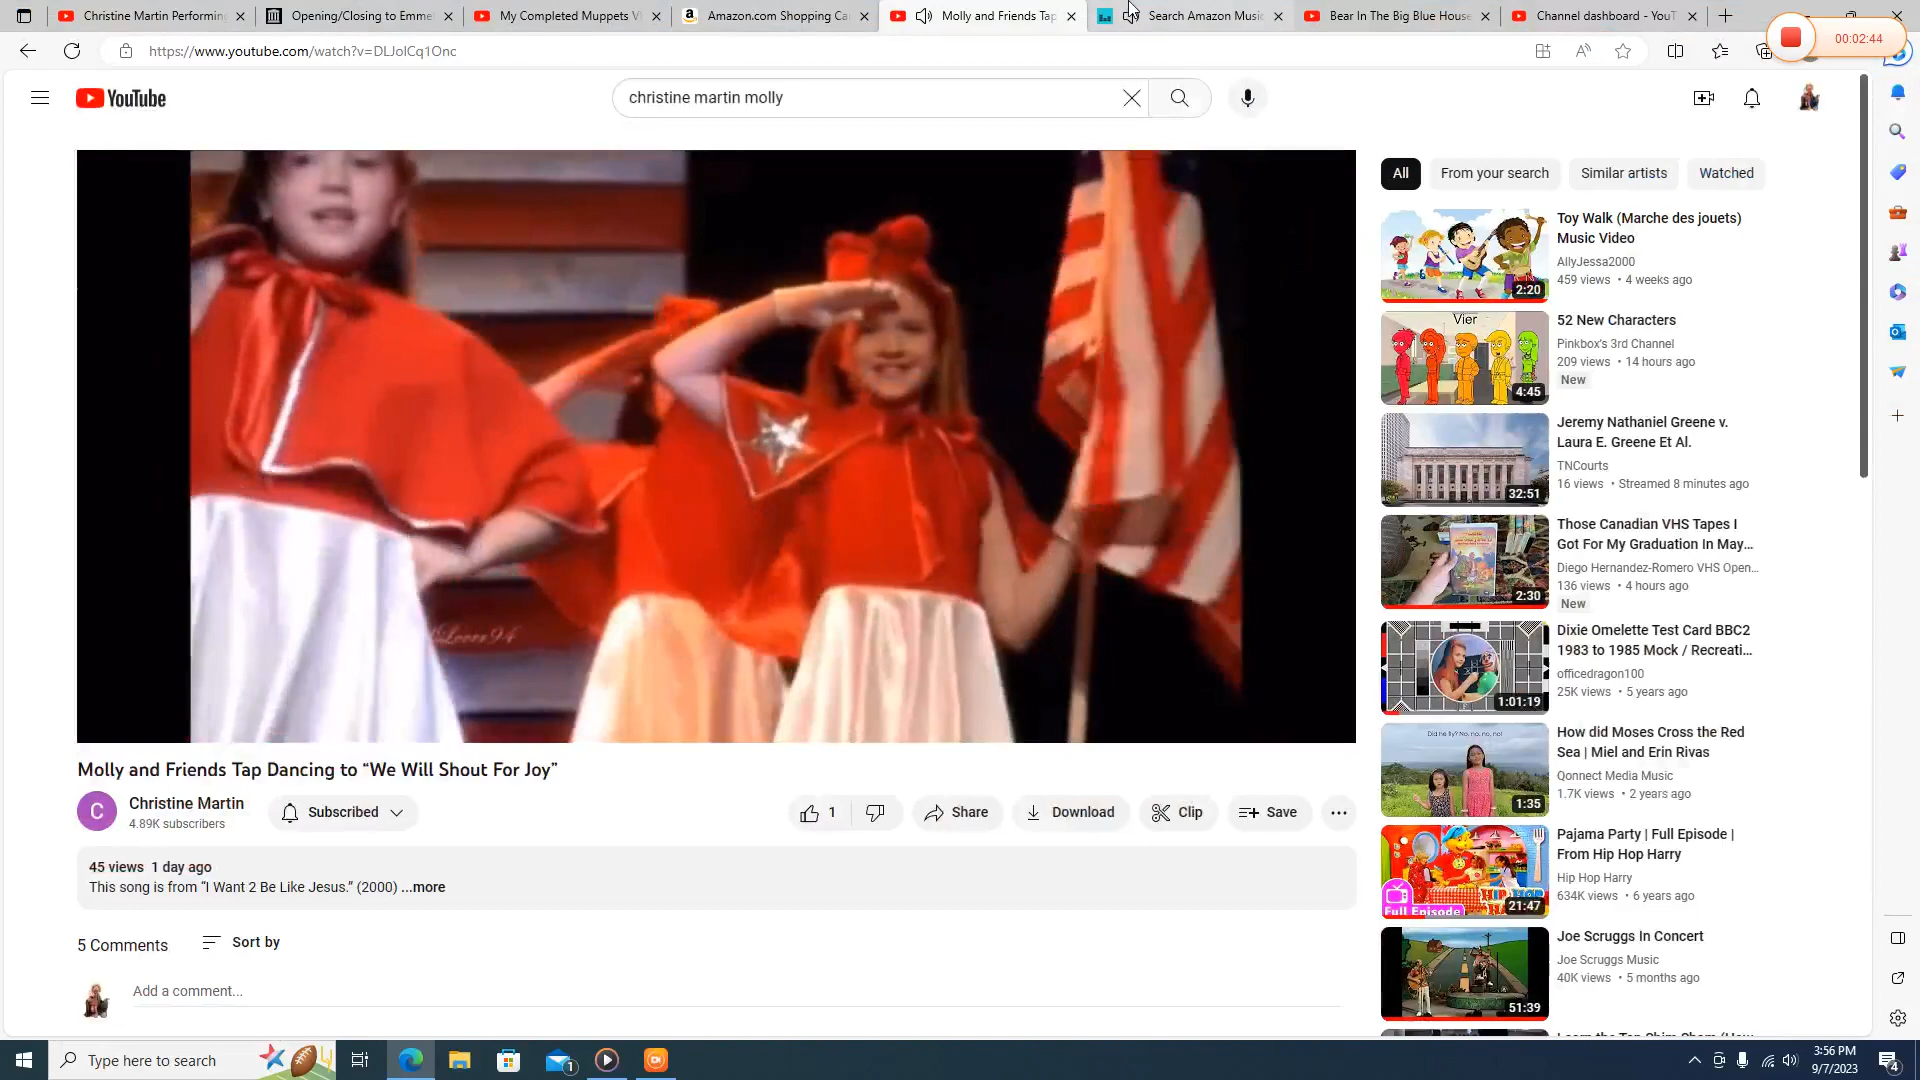 Christine Martin Performing
Opening/Closing to Emme
My Completed Muppets V
Amazon.com Shopping Ca
Molly and Friends Tap
Search Amazon Music
Bear In The Big Blue House
Channel dashboard - YouT
https://www.youtube.com/watch?v=DLJolCq1Onc
00:02:44
YouTube
christine martin molly
All
From your search
Similar artists
Watched
Toy Walk (Marche des jouets)
Music Video
AllyJessa2000
459 views • 4 weeks ago
2:20
Vier
52 New Characters
Pinkbox's 3rd Channel
209 views • 14 hours ago
New
4:45
Jeremy Nathaniel Greene v.
Laura E. Greene Et Al.
TNCourts
16 views • Streamed 8 minutes ago
32:51
Those Canadian VHS Tapes I
Got For My Graduation In May...
Diego Hernandez-Romero VHS Open...
136 views • 4 hours ago
New
2:30
Dixie Omelette Test Card BBC2
1983 to 1985 Mock / Recreati...
officedragon100
25K views • 5 years ago
1:01:19
Did he fly? No, no, no, no!
How did Moses Cross the Red
Sea | Miel and Erin Rivas
Qonnect Media Music
1.7K views • 2 years ago
1:35
Pajama Party | Full Episode |
From Hip Hop Harry
Hip Hop Harry
634K views • 6 years ago
Full Episode
21:47
Joe Scruggs In Concert
Joe Scruggs Music
40K views • 5 months ago
51:39
Molly and Friends Tap Dancing to “We Will Shout For Joy”
C
Christine Martin
4.89K subscribers
Subscribed
1
Share
Download
Clip
Save
45 views 1 day ago
This song is from “I Want 2 Be Like Jesus.” (2000) ...more
5 Comments
Sort by
Add a comment...
Type here to search
1
3:56 PM
9/7/2023
4